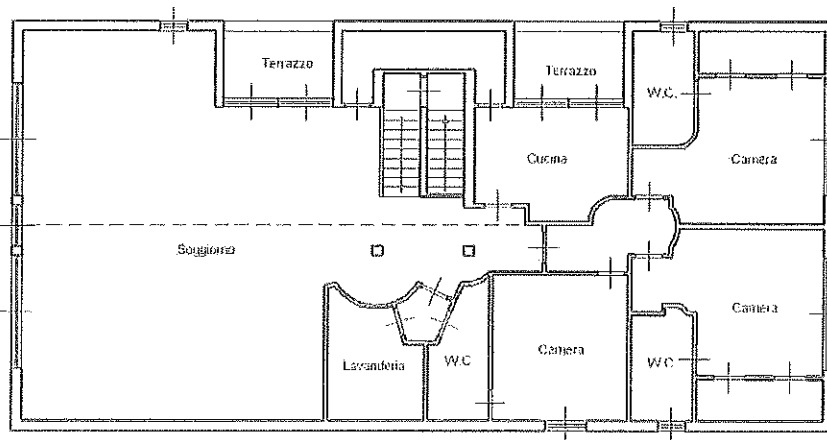 Terrazzo
Terrazzo
W.C.
Cucina
Camera
Soggiorno
Camera
Lavanderia
W.C
Camera
W.C